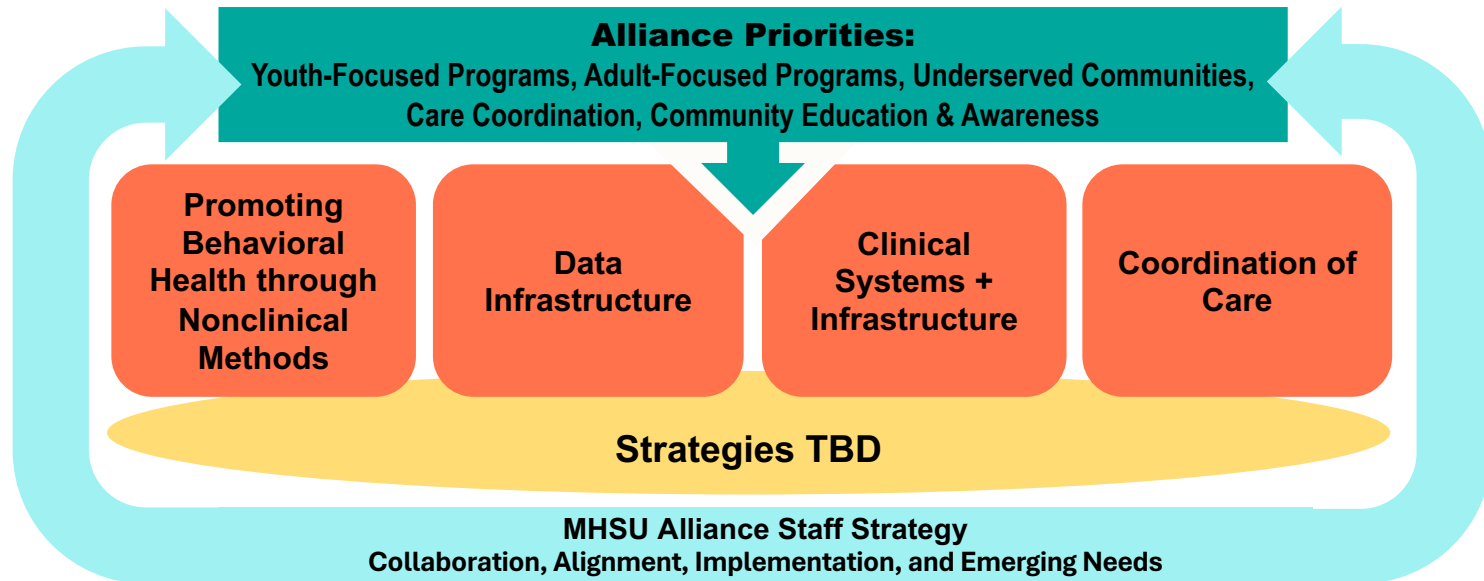 Alliance Priorities:
Youth-Focused Programs, Adult-Focused Programs, Underserved Communities,
Care Coordination, Community Education & Awareness
Promoting
Behavioral
Health through
Nonclinical
Methods
Data
Infrastructure
Clinical
Systems +
Infrastructure
Coordination of
Care
Strategies TBD
MHSU Alliance Staff Strategy
Collaboration, Alignment, Implementation, and Emerging Needs